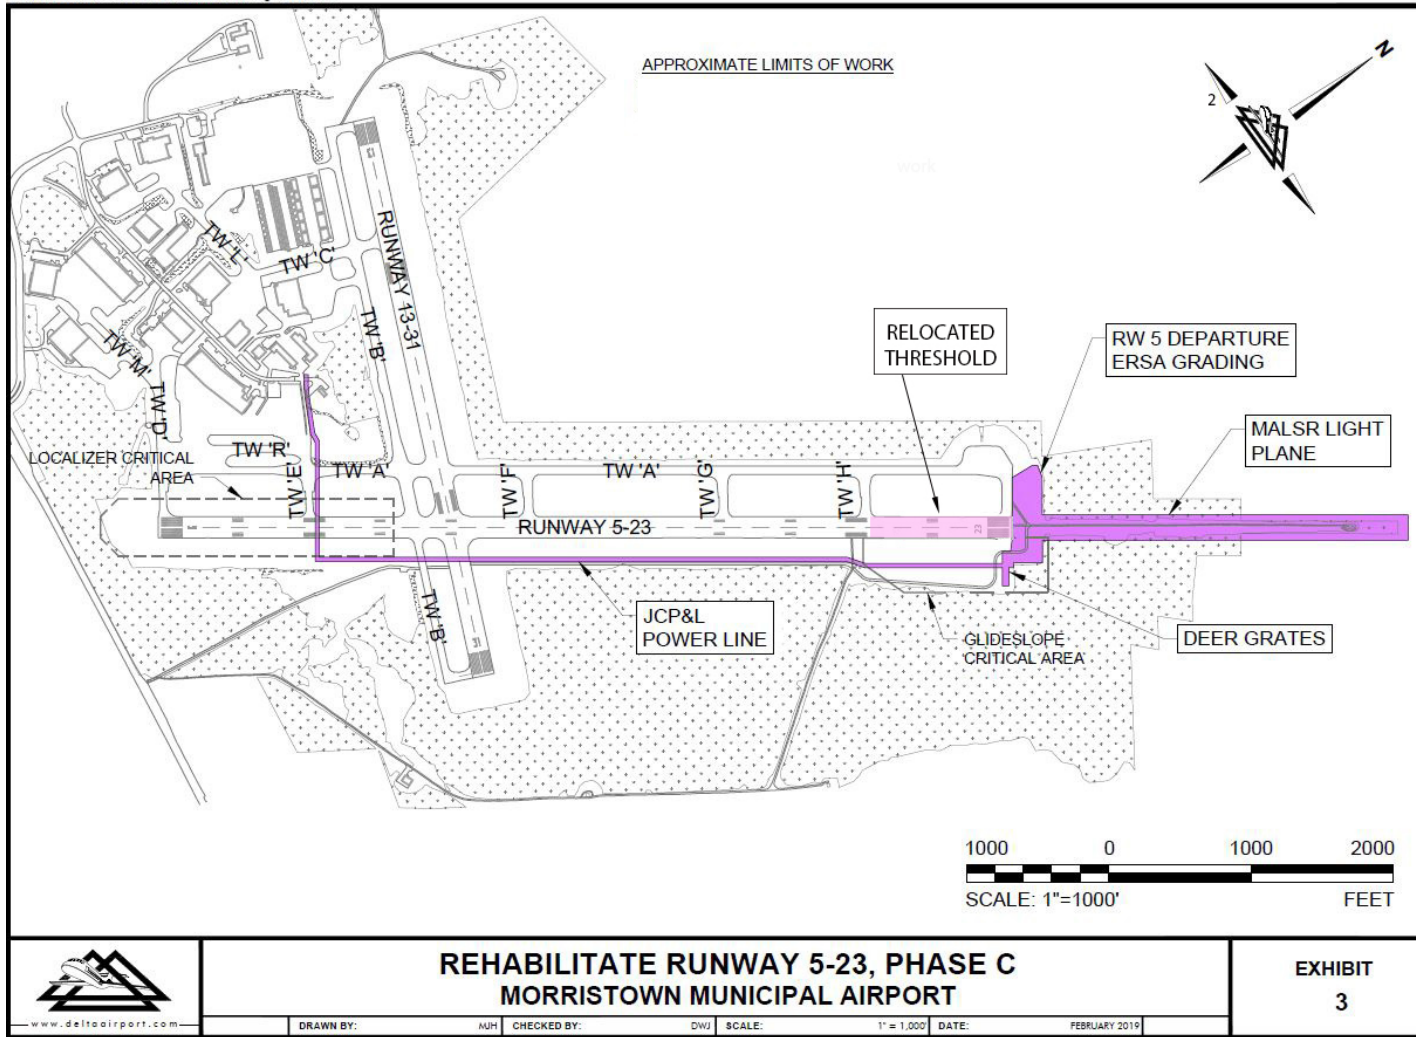 APPROXIMATE LIMITS OF WORK
N
2
work
RUNWAY 13-31
TW 'L'
TW 'C'
TW 'B'
TW 'M'
TW 'D'
RELOCATED
THRESHOLD
RW 5 DEPARTURE
ERSA GRADING
MALSR LIGHT
PLANE
TW 'R'
LOCALIZER CRITICAL
AREA
TW 'E'
TW 'A'
TW 'F'
TW 'A'
TW 'G'
TW 'H'
RUNWAY 5-23
23
TW 'B'
JCP&L
POWER LINE
GLIDESLOPE
CRITICAL AREA
DEER GRATES
1000 0 1000 2000
SCALE: 1"=1000' FEET
REHABILITATE RUNWAY 5-23, PHASE C
MORRISTOWN MUNICIPAL AIRPORT
EXHIBIT
3
www.deltaairport.com
DRAWN BY: MJH CHECKED BY: DWJ SCALE: 1" = 1,000' DATE: FEBRUARY 2019